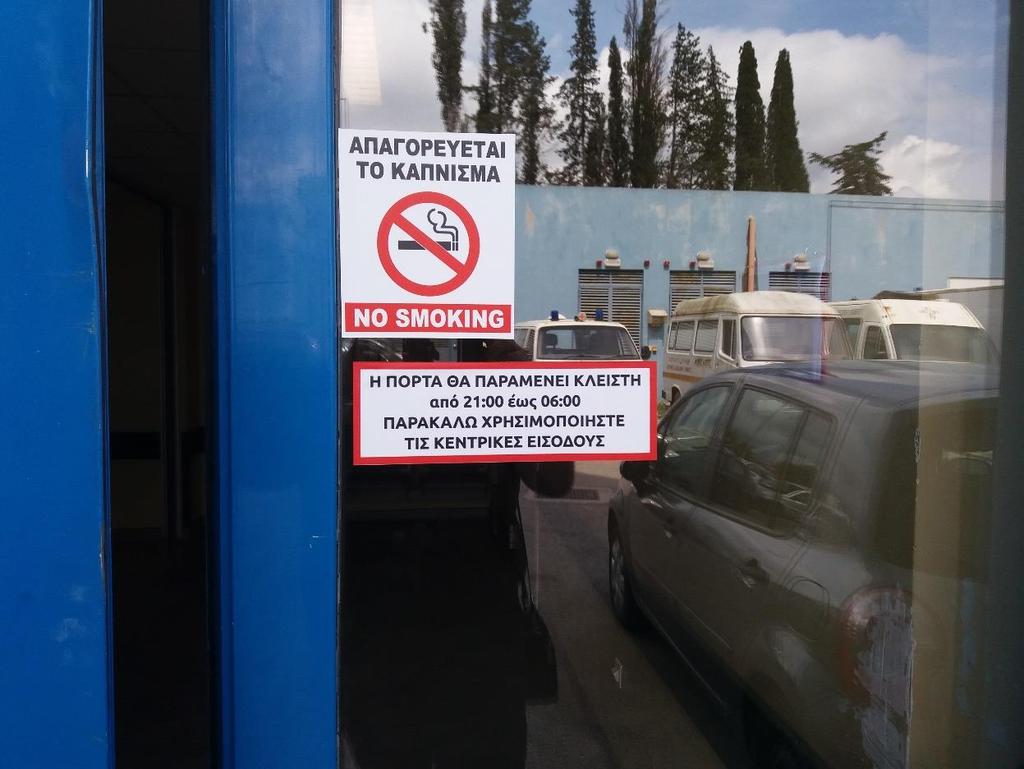 ΑΠΑΓΟΡΕΥΕΤΑΙ
ΤΟ ΚΑΠΝΙΣΜΑ
NO SMOKING
Η ΠΟΡΤΑ ΘΑ ΠΑΡΑΜΕΝΕΙ ΚΛΕΙΣΤΗ
από 21:00 έως 06:00
ΠΑΡΑΚΑΛΩ ΧΡΗΣΙΜΟΠΟΙΗΣΤΕ
ΤΙΣ ΚΕΝΤΡΙΚΕΣ ΕΙΣΟΔΟΥΣ